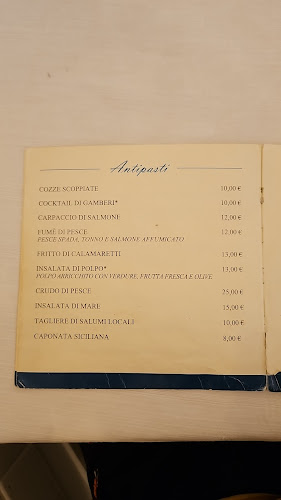 Antipasti
COZZE SCOPPIATE 10,00 €
COCKTAIL DI GAMBERI* 10,00 €
CARPACCIO DI SALMONE 12,00 €
FUMÈ DI PESCE 12,00 €
PESCE SPADA, TONNO E SALMONE AFFUMICATO
FRITTO DI CALAMARETTI 13,00 €
INSALATA DI POLPO* 13,00 €
POLPO ARRICCHITO CON VERDURE, FRUTTA FRESCA E OLIVE
CRUDO DI PESCE 25,00 €
INSALATA DI MARE 15,00 €
TAGLIERE DI SALUMI LOCALI 10,00 €
CAPONATA SICILIANA 8,00 €